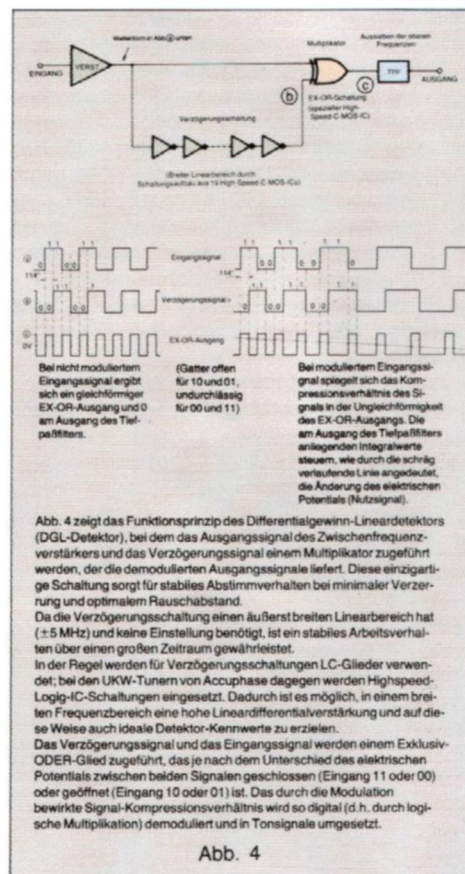 Wellenform in Abb. ⓐ unten
Multiplikator
Aussieben der oberen
Frequenzen
EINGANG
VERST.
TPF
AUSGANG
ⓑ
ⓒ
EX-OR-Schaltung
(spezieller High-
Speed-C-MOS-IC)
Verzögerungsschaltung
(Breiter Linearbereich durch
Schaltungsaufbau aus 19 High Speed C-MOS-ICs)
Eingangssignal
114°
114°
Verzögerungssignal
EX-OR-Ausgang
0V
Bei nicht moduliertem
Eingangssignal ergibt
sich ein gleichförmiger
EX-OR-Ausgang und 0
am Ausgang des Tief-
paßfilters.
(Gatter offen
für 10 und 01,
undurchlässig
für 00 und 11)
Bei moduliertem Eingangssi-
gnal spiegelt sich das Kom-
pressionsverhältnis des Si-
gnals in der Ungleichförmigkeit
des EX-OR-Ausgangs. Die
am Ausgang des Tiefpaßfilters
anliegenden Integralwerte
steuern, wie durch die schräg
verlaufende Linie angedeutet,
die Änderung des elektrischen
Potentials (Nutzsignal).
Abb. 4 zeigt das Funktionsprinzip des Differentialgewinn-Lineardetektors
(DGL-Detektor), bei dem das Ausgangssignal des Zwischenfrequenz-
verstärkers und das Verzögerungssignal einem Multiplikator zugeführt
werden, der die demodulierten Ausgangssignale liefert. Diese einzigarti-
ge Schaltung sorgt für stabiles Abstimmverhalten bei minimaler Verzer-
rung und optimalem Rauschabstand.
Da die Verzögerungsschaltung einen äußerst breiten Linearbereich hat
(±5 MHz) und keine Einstellung benötigt, ist ein stabiles Arbeitsverhal-
ten über einen großen Zeitraum gewährleistet.
In der Regel werden für Verzögerungsschaltungen LC-Glieder verwen-
det; bei den UKW-Tunern von Accuphase dagegen werden Highspeed-
Logig-IC-Schaltungen eingesetzt. Dadurch ist es möglich, in einem brei-
ten Frequenzbereich eine hohe Lineardifferentialverstärkung und auf die-
se Weise auch ideale Detektor-Kennwerte zu erzielen.
Das Verzögerungssignal und das Eingangssignal werden einem Exklusiv-
ODER-Glied zugeführt, das je nach dem Unterschied des elektrischen
Potentials zwischen beiden Signalen geschlossen (Eingang 11 oder 00)
oder geöffnet (Eingang 10 oder 01) ist. Das durch die Modulation
bewirkte Signal-Kompressionsverhältnis wird so digital (d.h. durch logi-
sche Multiplikation) demoduliert und in Tonsignale umgesetzt.
Abb. 4